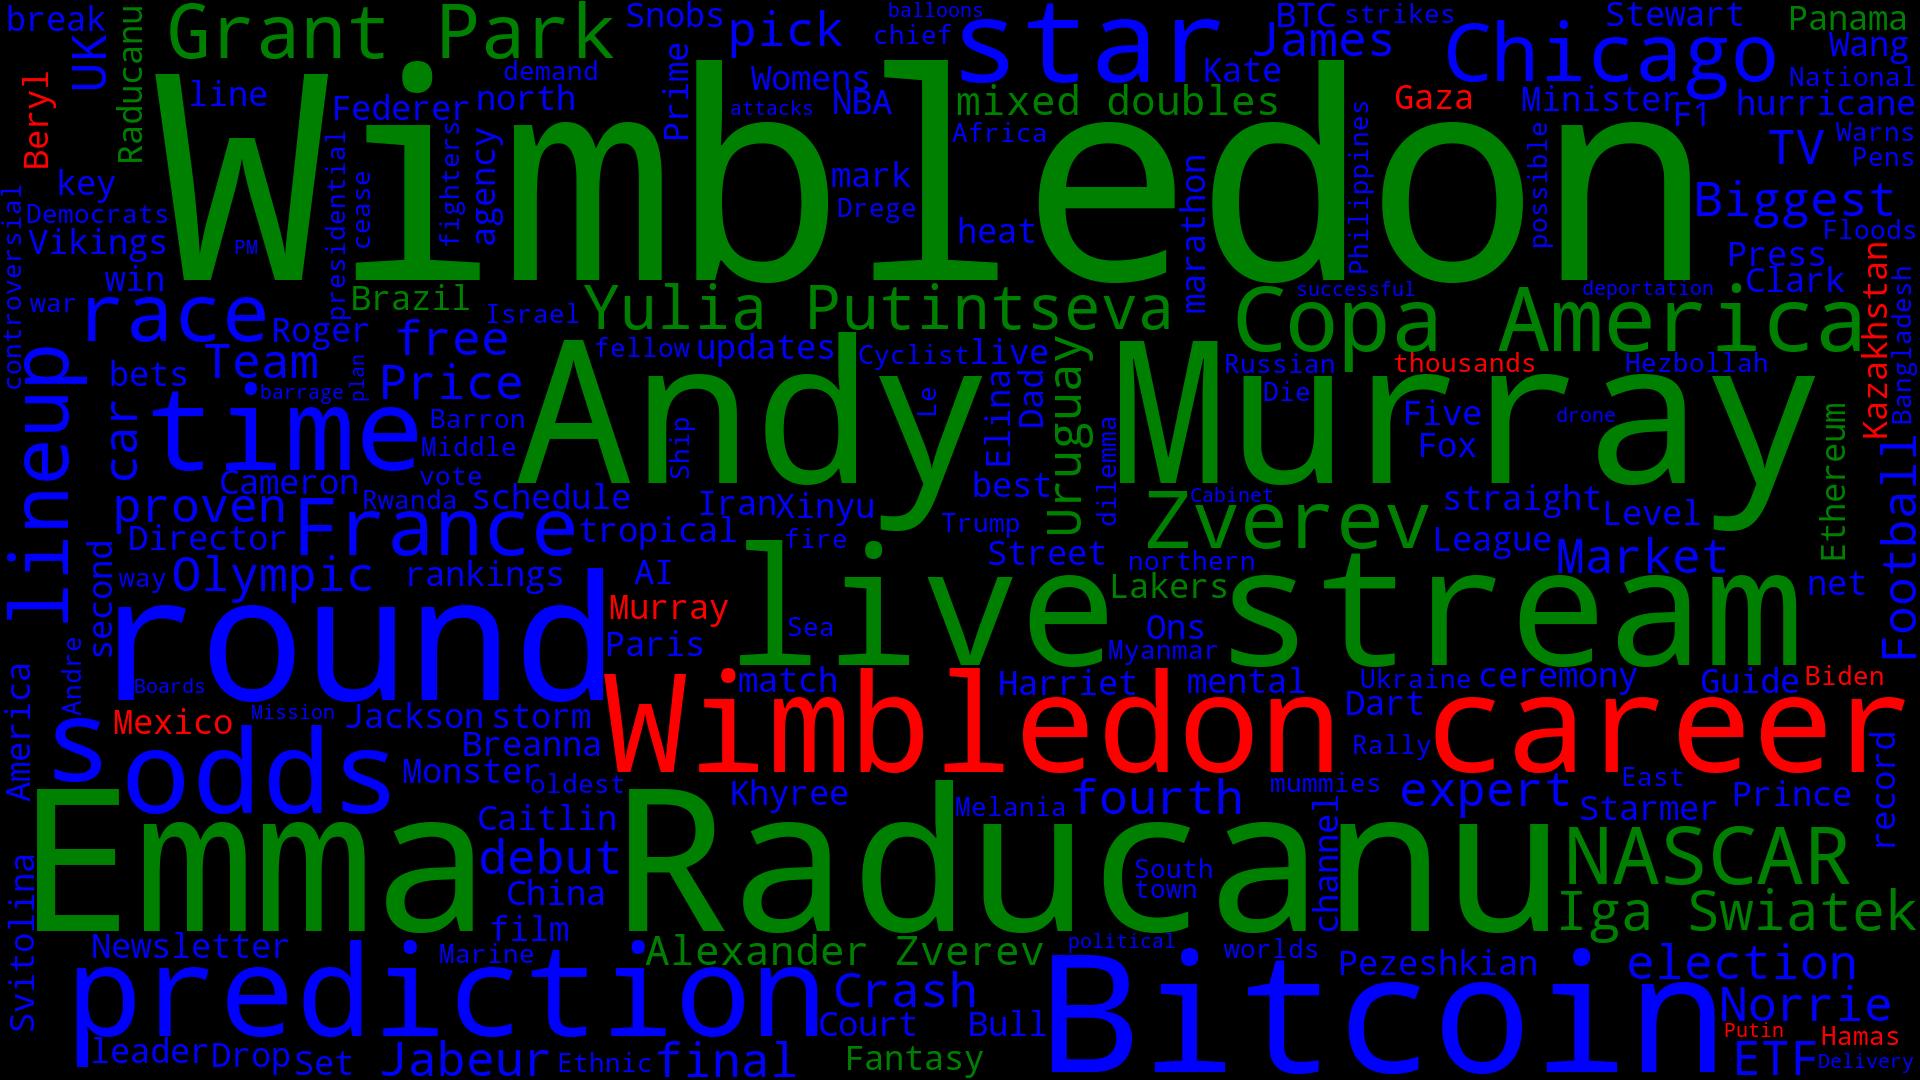 break
UK
Raducanu
Grant Park
Snobs
pick
balloons
chief
star
BTC
strikes
James
Chicago
Stewart
Panama
Wang
National
Beryl
line
Federer
demand
north
Prime
Womens
attacks
NBA
Kate
mixed doubles
Gaza
Minister
F1
hurricane
Wimbledon
Africa
Philippines
possible
TV
Warns
Pens
key
Democrats
Vikings
controversial
PM
presidential
cease
fighters
agency
mark
Drege
heat
marathon
Biggest
Floods
Press
Clark
win
war
race
Brazil
Israel
Yulia Putintseva
successful
deportation
Copa America
Kazakhstan
Bangladesh
Roger
free
fellow
updates
Cyclist
live
Russian
thousands
Hezbollah
lineup
bets
Team
barrage
plan
Price
Andy Murray
Le
Elina
Dade
Uruguay
Die
Five
drone
Fox
Ethereum
car
time
Barron
Middle
vote
Ship
dilemma
Cameron
Rwanda
schedule
Iran
Xinyu
best
Cabinet
straight
Level
Football
proven
Director
France
tropical
fire
Trump
Zverev
League
Street
northern
Market
second
way
Olympic
rankings
AI
live stream
Lakers
net
round
Murray
Paris
Sea
Ons
Myanmar
Andre
Boards
America
match
Harriet
mental
Ukraine
ceremony
Guide
Biden
s
Mexico
Mission
Jackson
storm
Wimbledon career
Dart
Rally
record
odds
Breanna
Monster
oldest
Khyree
Melania
fourth
mummies
channel
expert
East
Starmer
Prince
Emma Raducanu
Caitlin
debut
China
South
town
NASCAR
Iga Swiatek
Svitolina
Newsletter
film
Marine
Alexander Zverev
political
worlds
Pezeshkian
election
prediction
Crash
Court
Bull
Bitcoin
Norrie
Putin
Hamas
leader
Drop
Set
Jabeur
Ethnic
final
Fantasy
ETF
Delivery